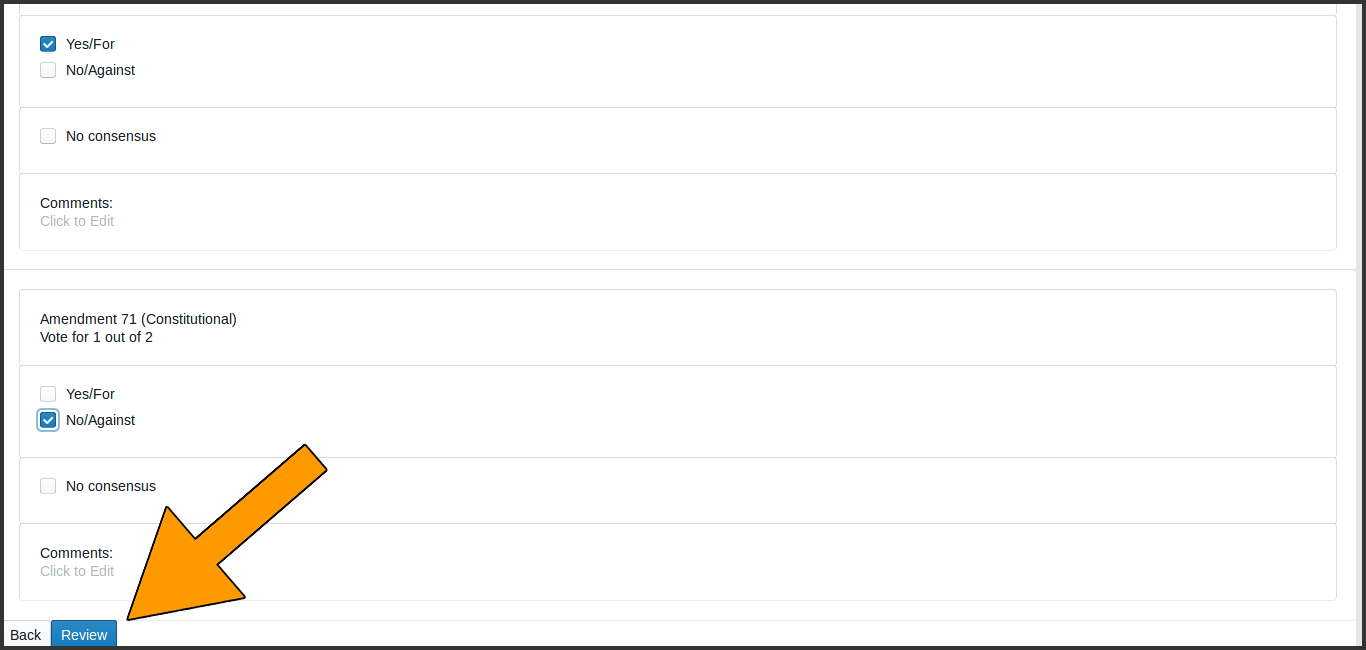 Yes/For
No/Against
No consensus
Comments:
Click to Edit
Amendment 71 (Constitutional)
Vote for 1 out of 2
Yes/For
No/Against
No consensus
Comments:
Click to Edit
Back Review